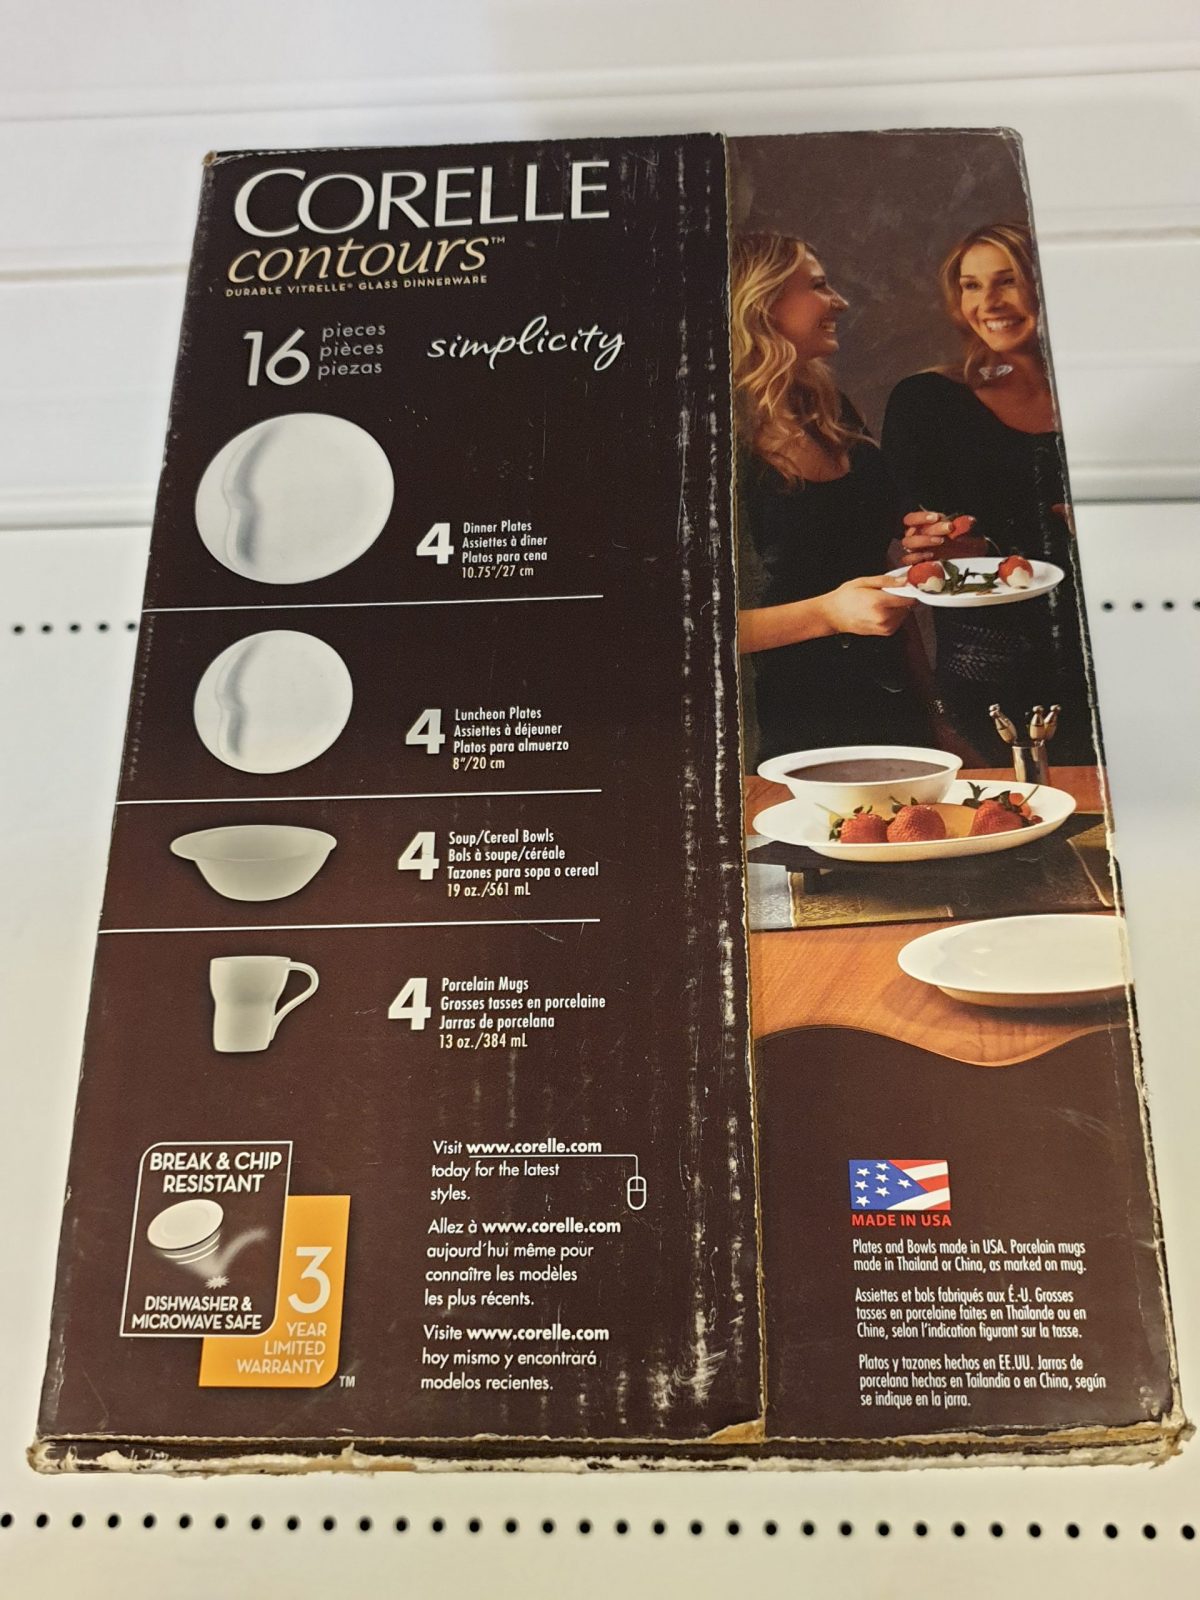 CORELLE
contours™
DURABLE VITRELLE® GLASS DINNERWARE
16 pieces
pièces
piezas
simplicity
4 Dinner Plates
Assiettes à dîner
Platos para cena
10.75"/27 cm
4 Luncheon Plates
Assiettes à déjeuner
Platos para almuerzo
8"/20 cm
4 Soup/Cereal Bowls
Bols à soupe/céréale
Tazones para sopa o cereal
19 oz./561 mL
4 Porcelain Mugs
Grosses tasses en porcelaine
Jarras de porcelana
13 oz./384 mL
BREAK & CHIP
RESISTANT
DISHWASHER &
MICROWAVE SAFE
3
YEAR
LIMITED
WARRANTY
TM
Visit www.corelle.com
today for the latest
styles.
Allez à www.corelle.com
aujourd'hui même pour
connaître les modèles
les plus récents.
Visite www.corelle.com
hoy mismo y encontrará
modelos recientes.
MADE IN USA
Plates and Bowls made in USA. Porcelain mugs
made in Thailand or China, as marked on mug.
Assiettes et bols fabriqués aux É.-U. Grosses
tasses en porcelaine faites en Thaïlande ou en
Chine, selon l'indication figurant sur la tasse.
Platos y tazones hechos en EE.UU. Jarras de
porcelana hechas en Tailandia o en China, según
se indique en la jarra.